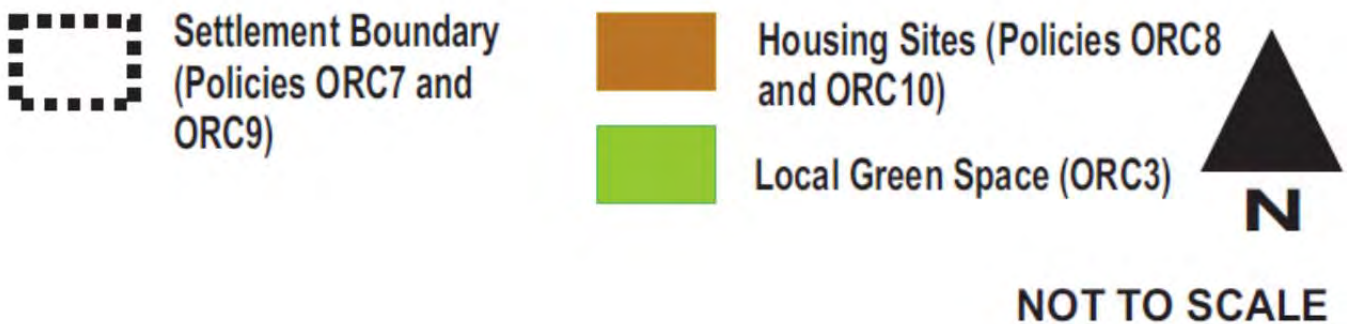 Settlement Boundary
(Policies ORC7 and
ORC9)
Housing Sites (Policies ORC8
and ORC10)
Local Green Space (ORC3)
N
NOT TO SCALE